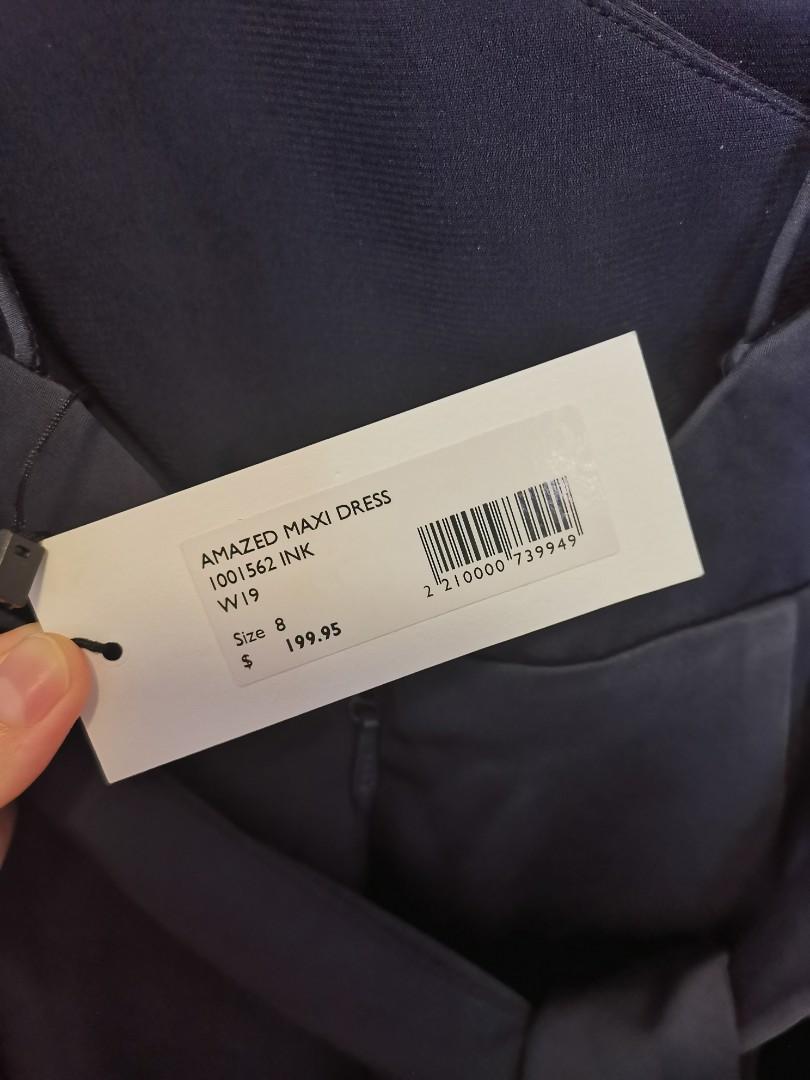 AMAZED MAXI DRESS
1001562 INK
W19
Size 8
$ 199.95
2 210000 739949